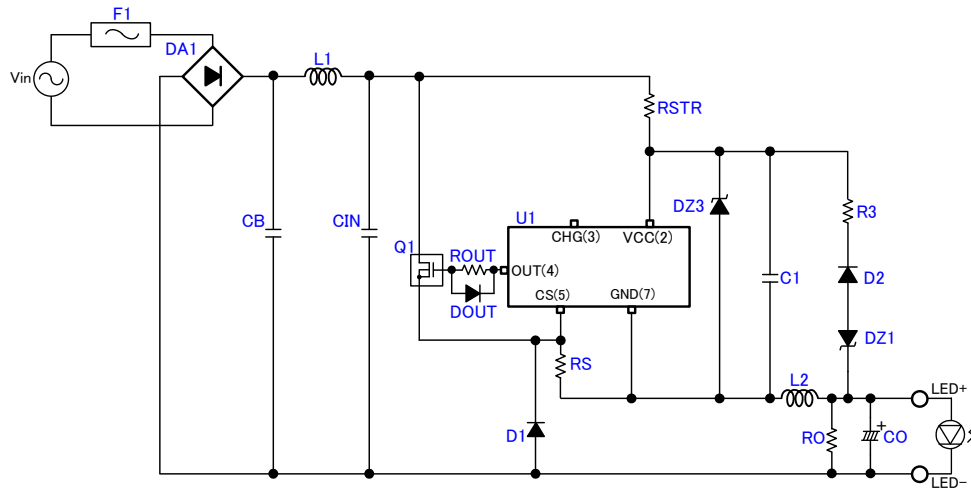 F1
DA1
Vin
L1
RSTR
CB
CIN
Q1
ROUT
DOUT
U1
CHG(3)
VCC(2)
OUT(4)
CS(5)
GND(7)
DZ3
C1
R3
D2
DZ1
RS
D1
L2
RO
CO
+
LED+
LED-